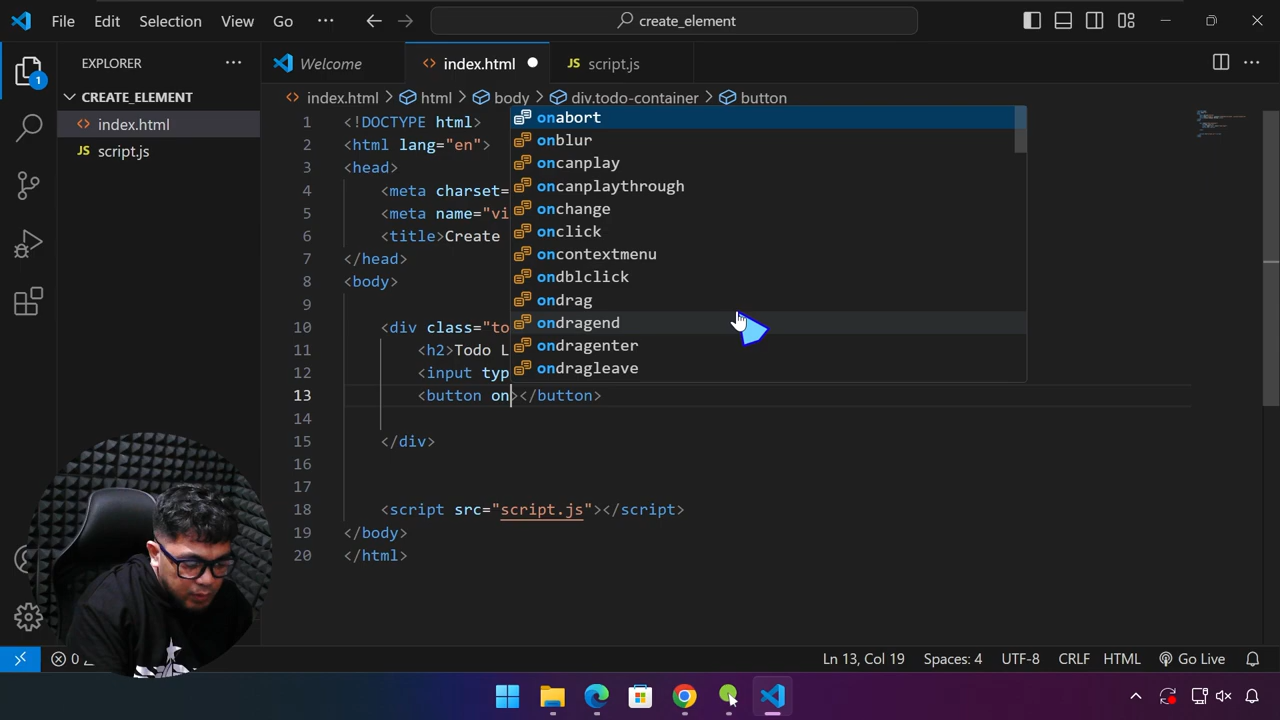 File Edit Selection View Go ··· create_element
EXPLORER ···
CREATE_ELEMENT
index.html
JS script.js
1
Welcome
index.html
JS script.js
index.html > html > body > div.todo-container > button
1 <!DOCTYPE html>
2 <html lang="en">
3 <head>
4 <meta charset=
5 <meta name="vi
6 <title>Create
7 </head>
8 <body>
9
10 <div class="to
11 <h2>Todo L
12 <input typ
13 <button on></button>
14
15 </div>
16
17
18 <script src="script.js"></script>
19 </body>
20 </html>
onabort
onblur
oncanplay
oncanplaythrough
onchange
onclick
oncontextmenu
ondblclick
ondrag
ondragend
ondragenter
ondragleave
0 Ln 13, Col 19 Spaces: 4 UTF-8 CRLF HTML Go Live